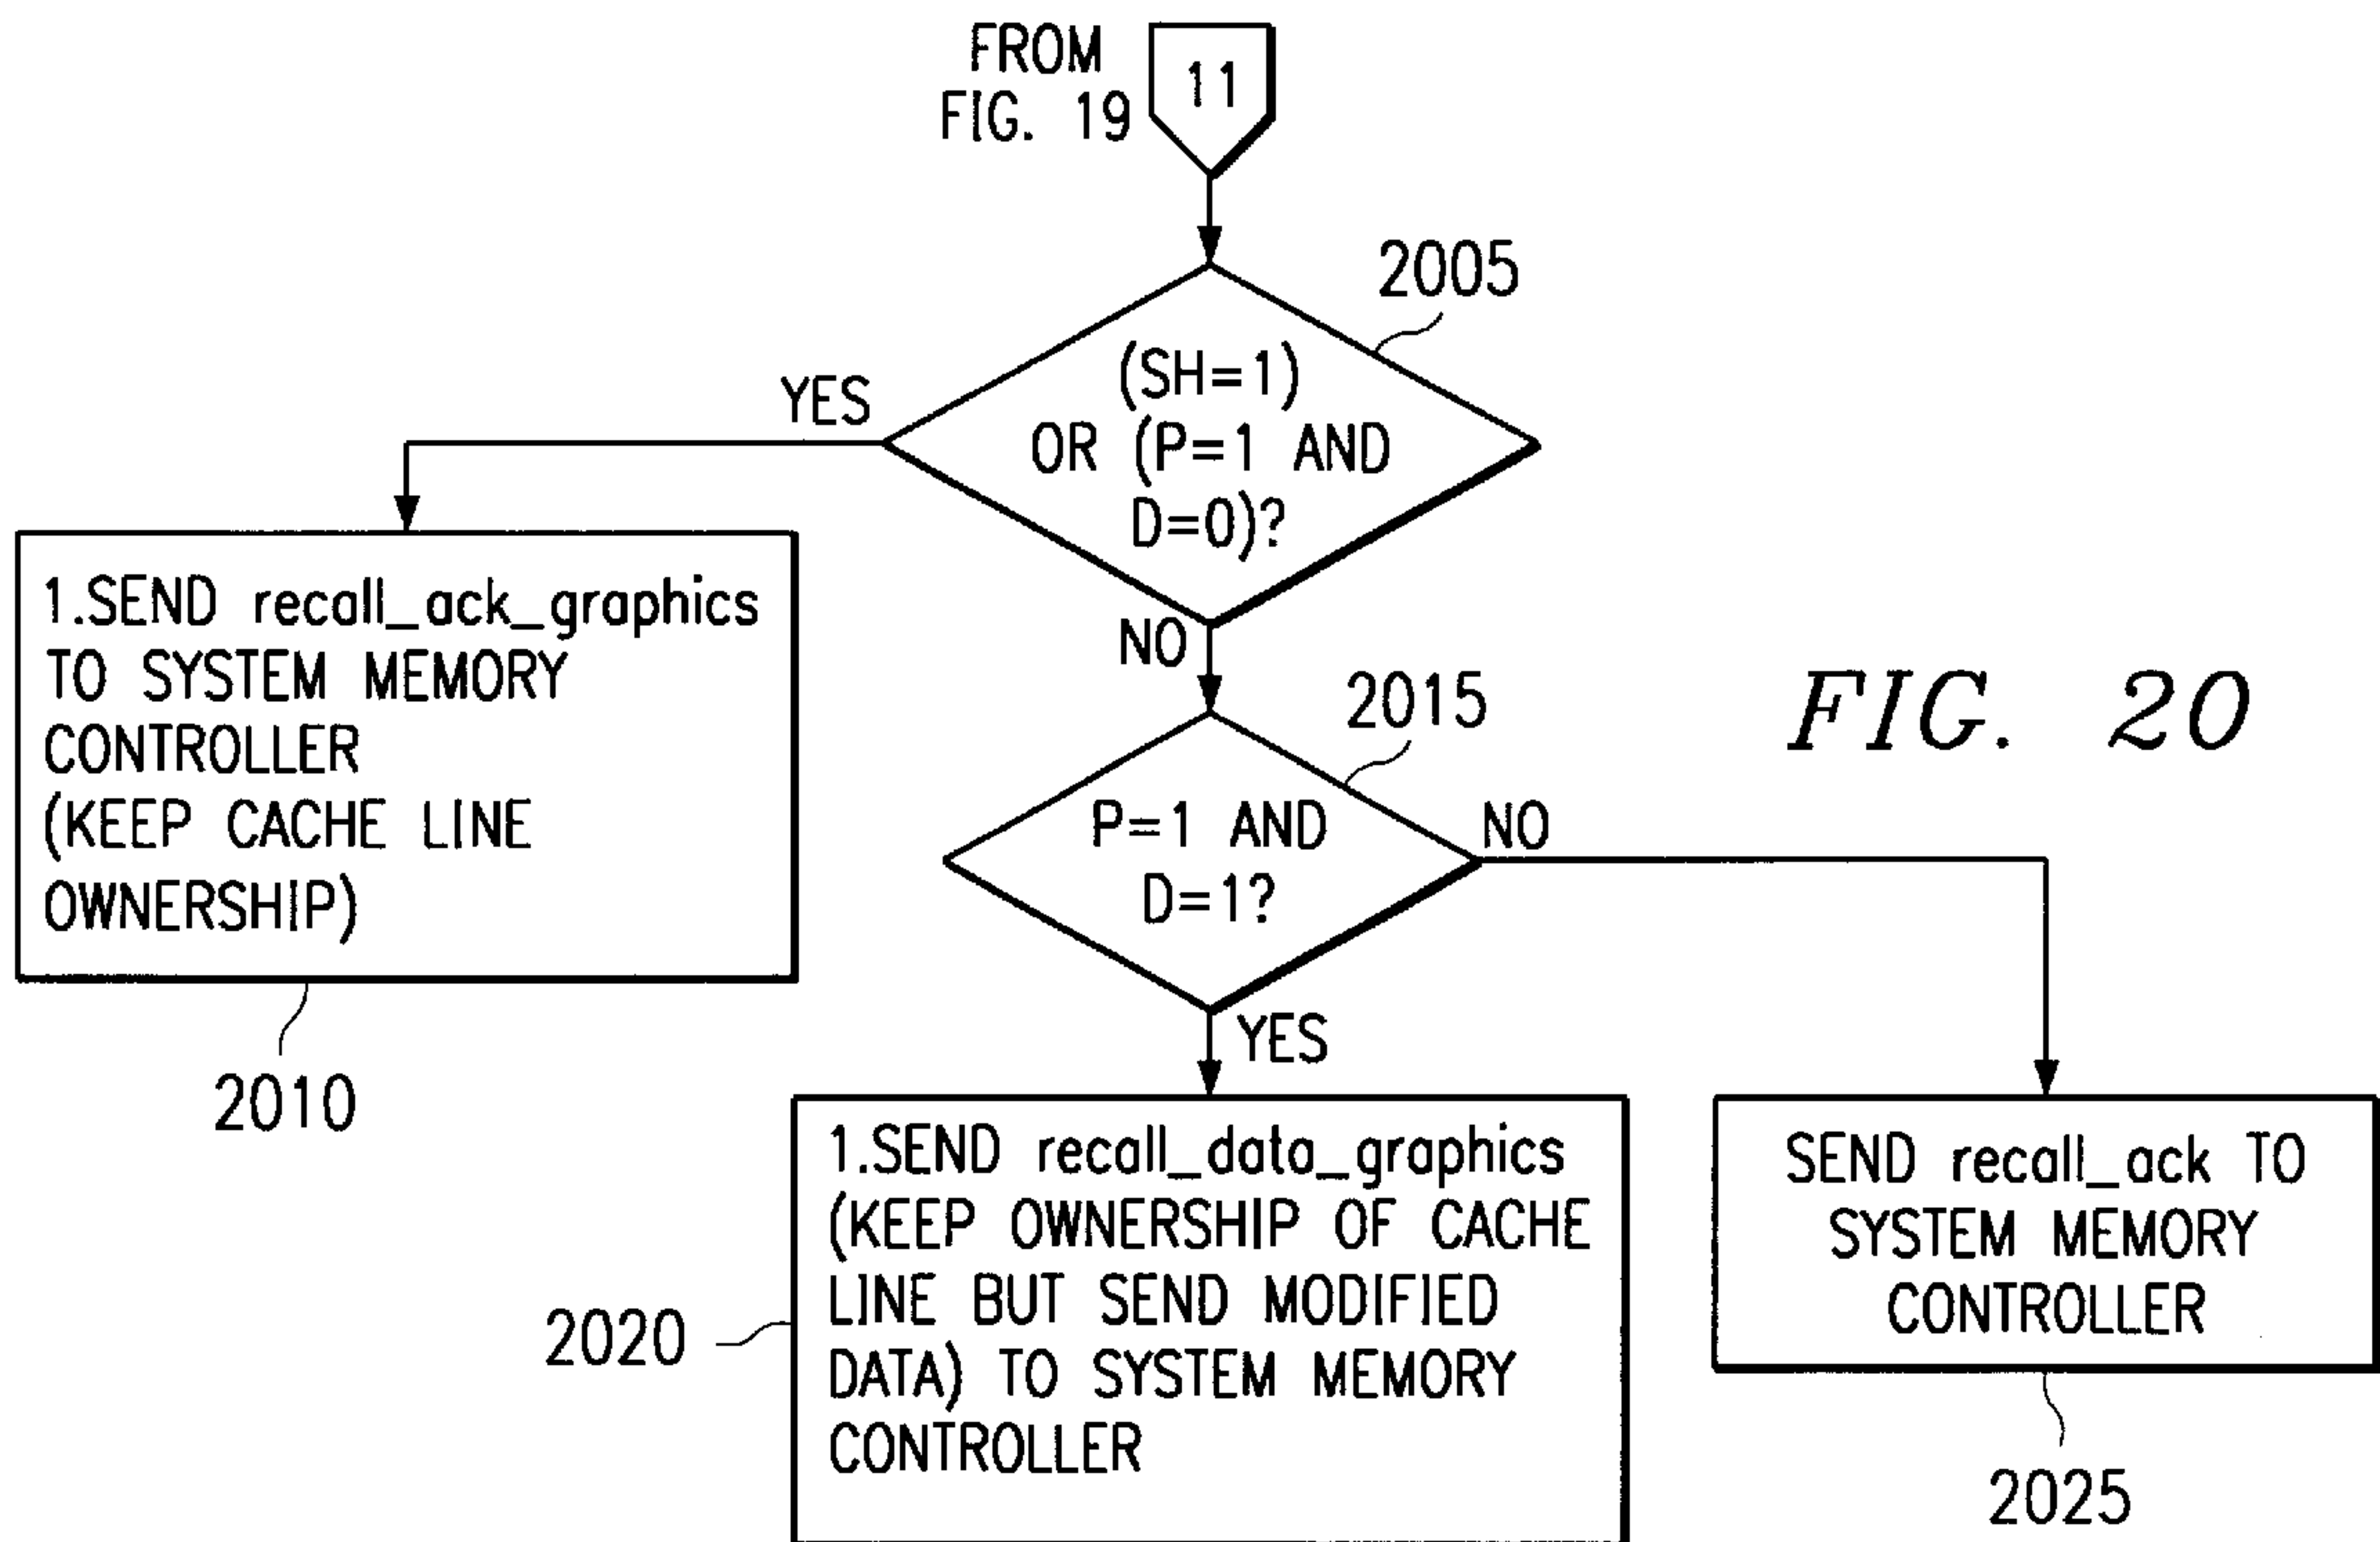 FROM
FIG. 19
11
2005
(SH=1)
OR (P=1 AND
D=0)?
YES
NO
1.SEND recall_ack_graphics
TO SYSTEM MEMORY
CONTROLLER
(KEEP CACHE LINE
OWNERSHIP)
2010
2015
P=1 AND
D=1?
NO
YES
FIG. 20
1.SEND recall_data_graphics
(KEEP OWNERSHIP OF CACHE
LINE BUT SEND MODIFIED
DATA) TO SYSTEM MEMORY
CONTROLLER
2020
SEND recall_ack TO
SYSTEM MEMORY
CONTROLLER
2025